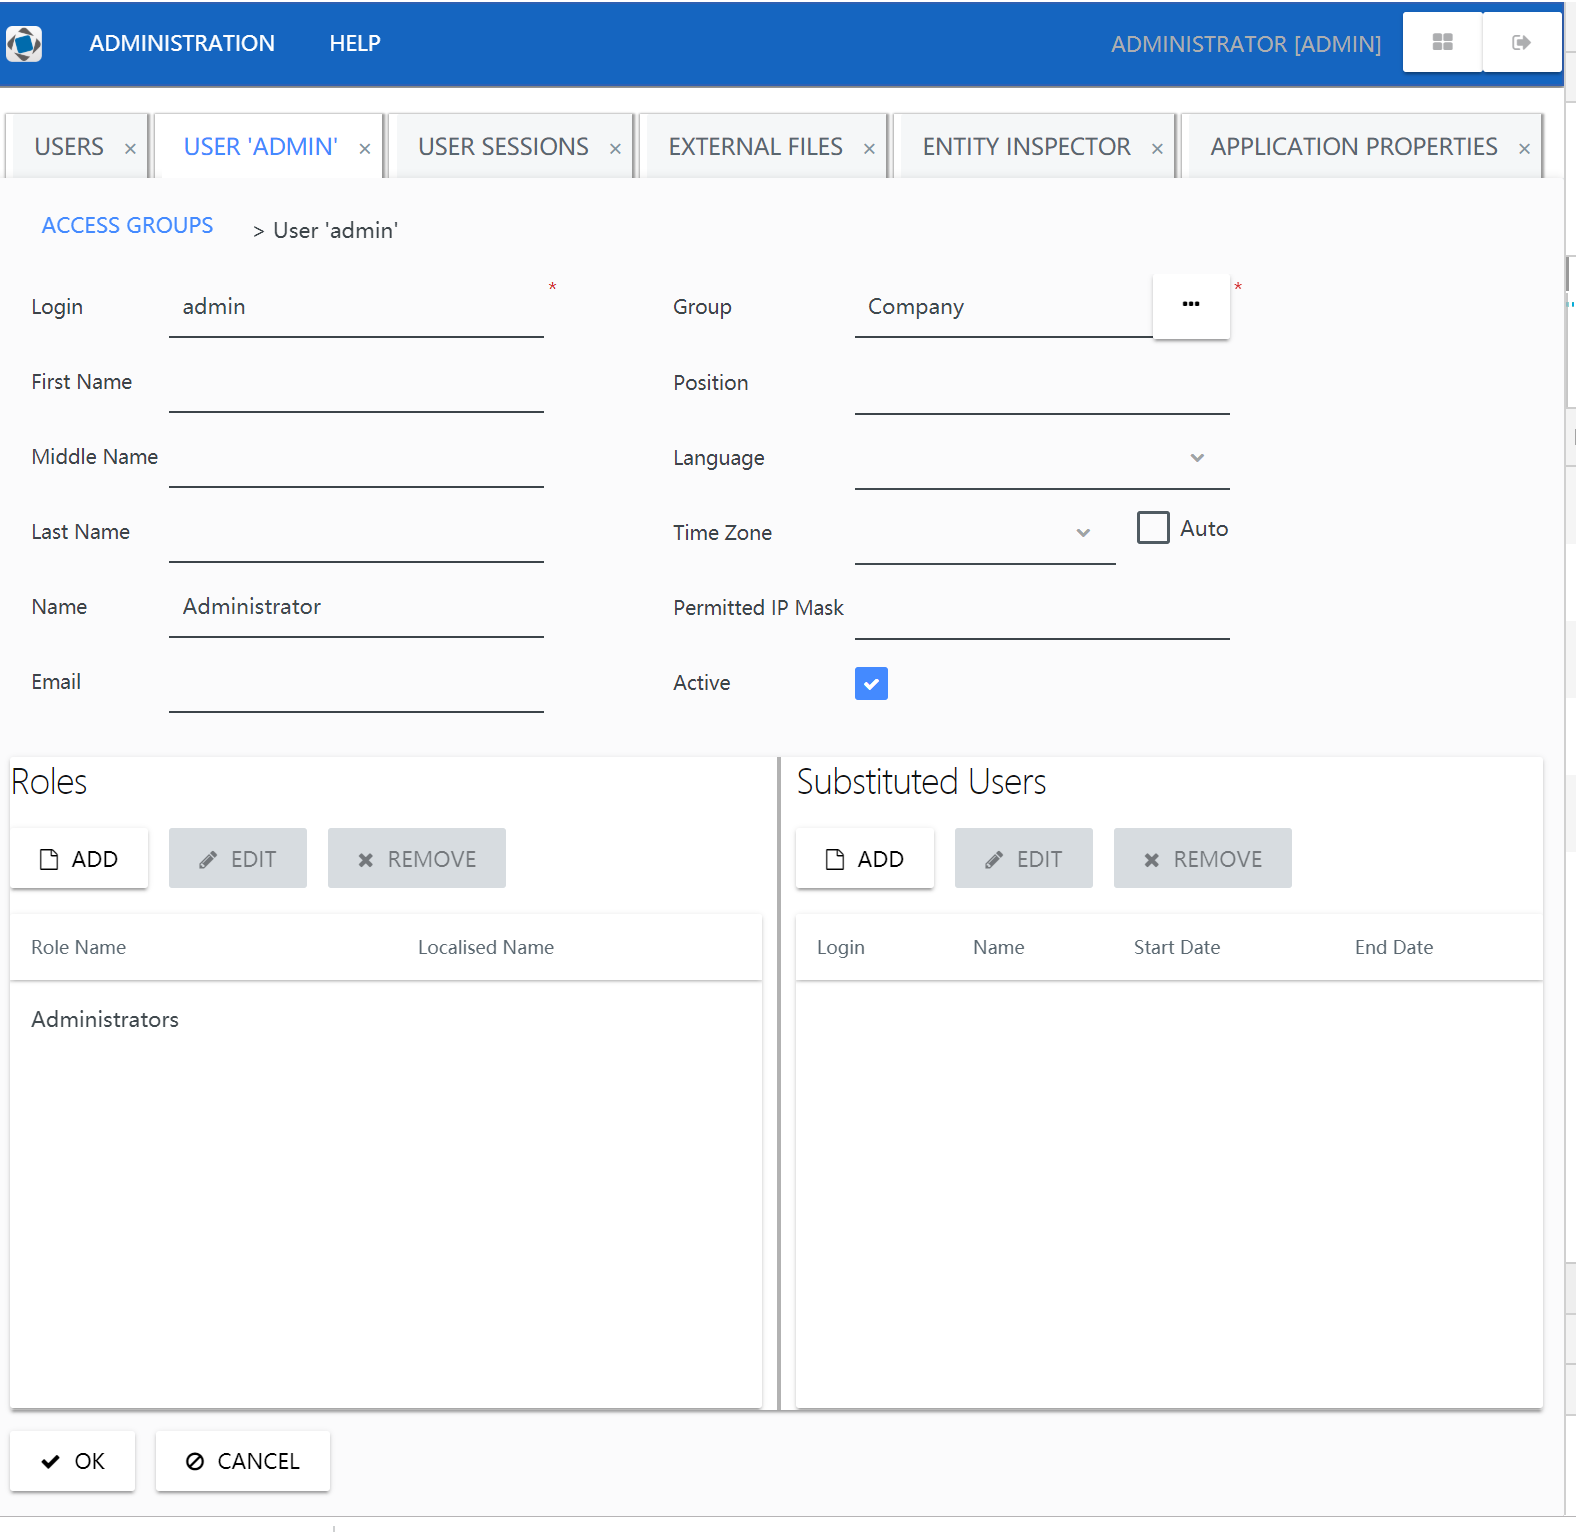 ADMINISTRATION HELP ADMINISTRATOR [ADMIN]
USERS × USER 'ADMIN' × USER SESSIONS × EXTERNAL FILES × ENTITY INSPECTOR × APPLICATION PROPERTIES ×
ACCESS GROUPS > User 'admin'
Login admin * Group Company ••• *
First Name Position
Middle Name Language
Last Name Time Zone Auto
Name Administrator Permitted IP Mask
Email Active
Roles Substituted Users
ADD EDIT REMOVE ADD EDIT REMOVE
Role Name Localised Name Login Name Start Date End Date
Administrators
OK CANCEL